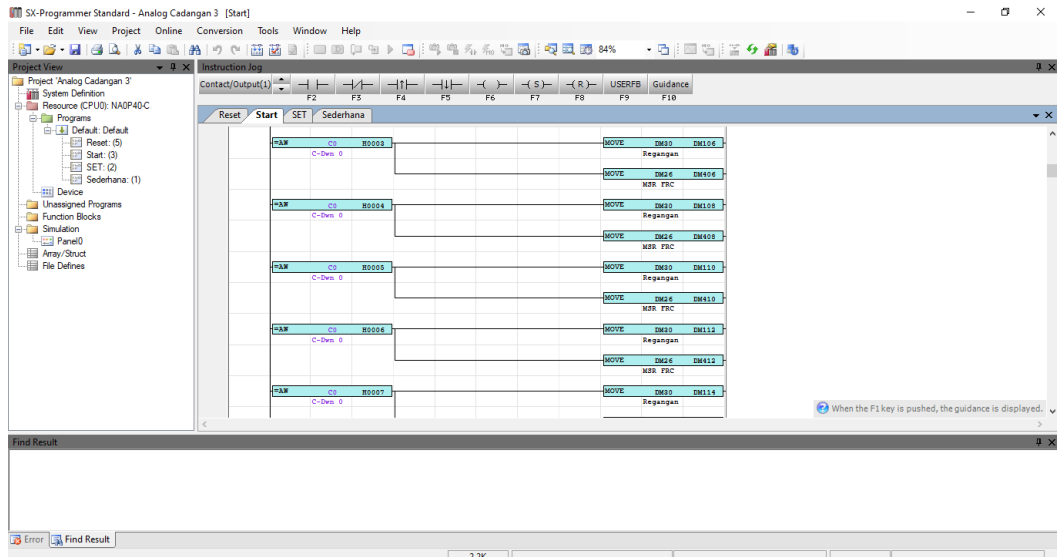 SX-Programmer Standard - Analog Cadangan 3 [Start]
File Edit View Project Online Conversion Tools Window Help
84%
Project View
Project 'Analog Cadangan 3'
System Definition
Resource (CPU0): NA0P40-C
Programs
Default: Default
Reset: (5)
Start: (3)
SET: (2)
Sederhana: (1)
Device
Unassigned Programs
Function Blocks
Simulation
Panel0
Array/Struct
File Defines
Instruction Jog
Contact/Output(1) ( S ) ( R ) USERFB Guidance
F2 F3 F4 F5 F6 F7 F8 F9 F10
Reset Start SET Sederhana
=AW C0 H0003 MOVE DM30 DM106
C-Dwn 0 Regangan
MOVE DM26 DM406
MSR FRC
=AW C0 H0004 MOVE DM30 DM108
C-Dwn 0 Regangan
MOVE DM26 DM408
MSR FRC
=AW C0 H0005 MOVE DM30 DM110
C-Dwn 0 Regangan
MOVE DM26 DM410
MSR FRC
=AW C0 H0006 MOVE DM30 DM112
C-Dwn 0 Regangan
MOVE DM26 DM412
MSR FRC
=AW C0 H0007 MOVE DM30 DM114
C-Dwn 0 Regangan
When the F1 key is pushed, the guidance is displayed.
Find Result
Error Find Result